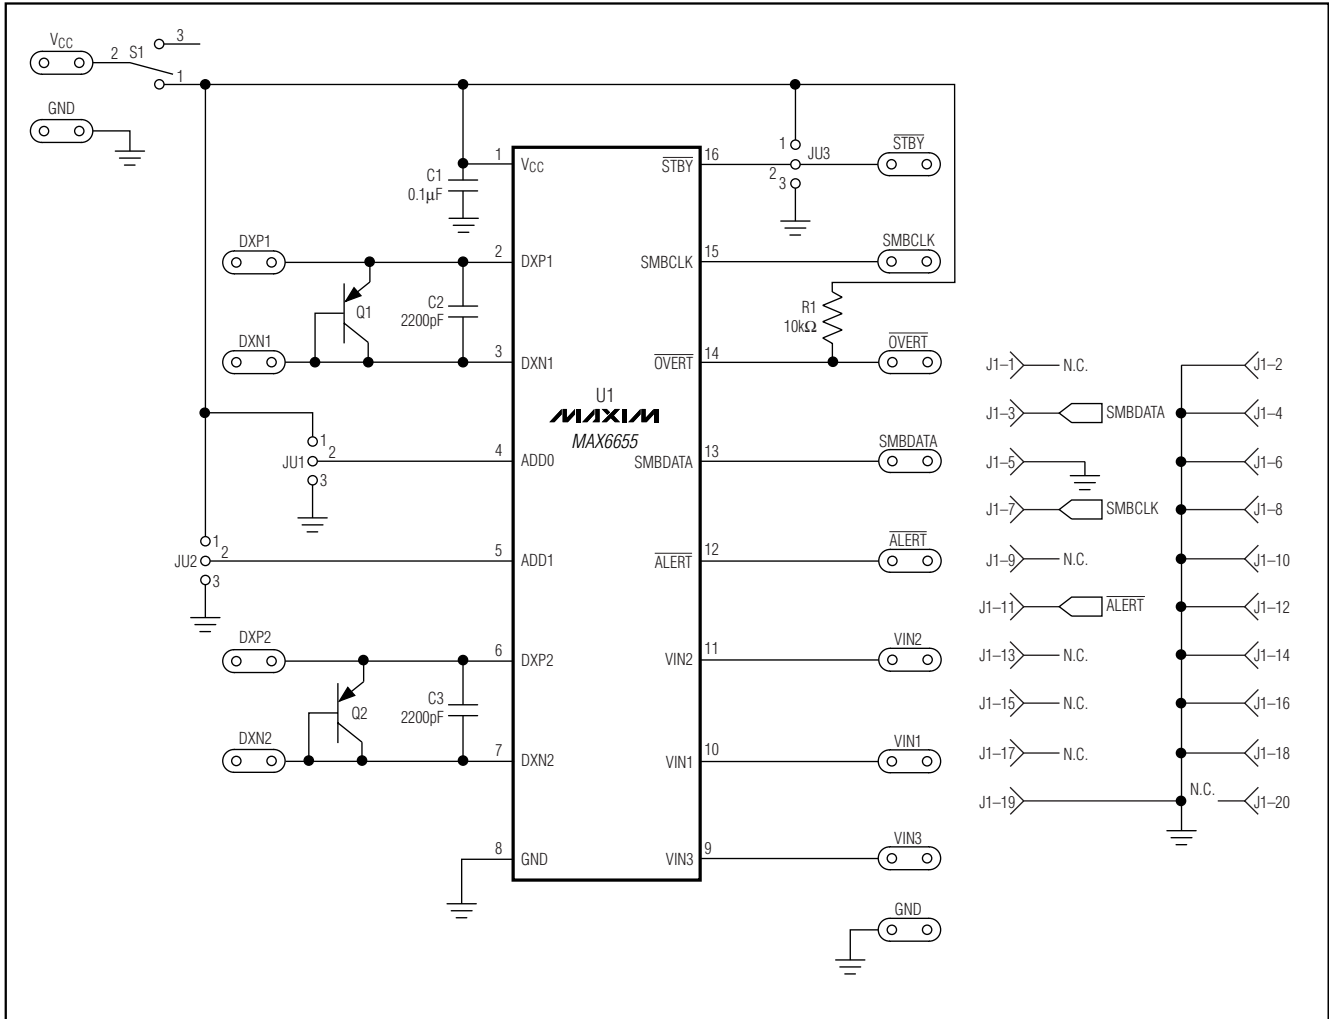 VCC
2
S1
3
1
GND
1
VCC
C1
0.1µF
16
STBY
1
JU3
2
3
STBY
DXP1
2
DXP1
15
SMBCLK
SMBCLK
Q1
C2
2200pF
R1
10kΩ
DXN1
3
DXN1
14
OVERT
OVERT
U1
MAXIM
MAX6655
1
JU1
2
3
4
ADD0
13
SMBDATA
SMBDATA
1
JU2
2
3
5
ADD1
12
ALERT
ALERT
DXP2
6
DXP2
11
VIN2
VIN2
Q2
C3
2200pF
DXN2
7
DXN2
10
VIN1
VIN1
8
GND
9
VIN3
VIN3
GND
J1–1
N.C.
J1–2
J1–3
SMBDATA
J1–4
J1–5
J1–6
J1–7
SMBCLK
J1–8
J1–9
N.C.
J1–10
J1–11
ALERT
J1–12
J1–13
N.C.
J1–14
J1–15
N.C.
J1–16
J1–17
N.C.
J1–18
J1–19
N.C.
J1–20